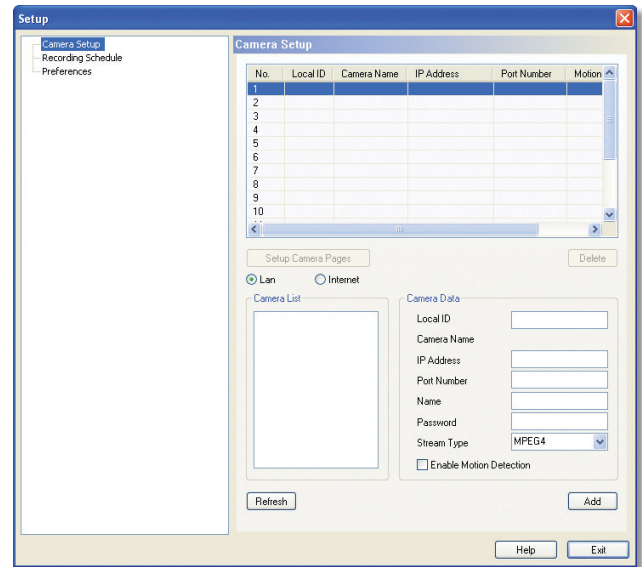 Setup
Camera Setup
Recording Schedule
Preferences
Camera Setup
No. Local ID Camera Name IP Address Port Number Motion
1
2
3
4
5
6
7
8
9
10
Setup Camera Pages Delete
Lan Internet
Camera List
Camera Data
Local ID
Camera Name
IP Address
Port Number
Name
Password
Stream Type MPEG4
Enable Motion Detection
Refresh Add
Help Exit